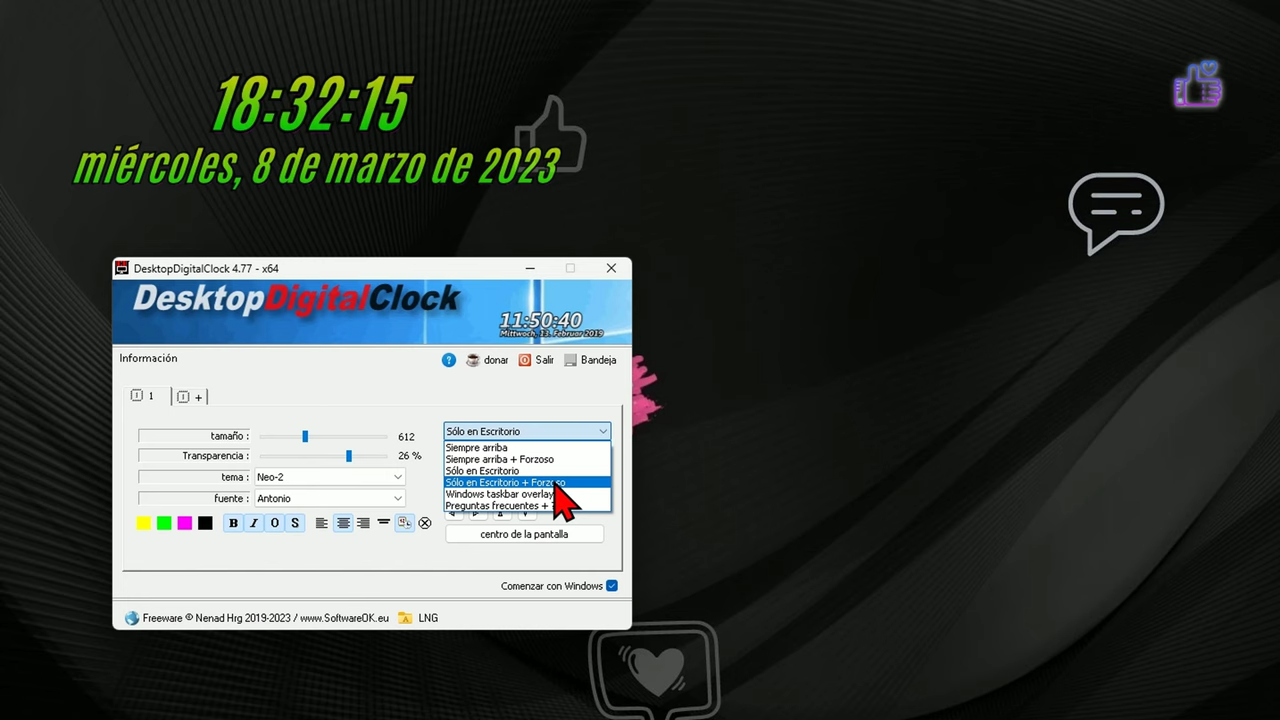 18:32:15
miércoles, 8 de marzo de 2023
DesktopDigitalClock 4.77 - x64
DesktopDigitalClock
11:50:40
Mittwoch, 13. Februar 2019
Información
? donar Salir Bandeja
1 +
tamaño : 612
Transparencia : 26 %
tema : Neo-2
fuente : Antonio
B I O S
Sólo en Escritorio
Siempre arriba
Siempre arriba + Forzoso
Sólo en Escritorio
Sólo en Escritorio + Forzoso
Windows taskbar overlay
Preguntas frecuentes +
centro de la pantalla
Comenzar con Windows
Freeware © Nenad Hrg 2019-2023 / www.SoftwareOK.eu LNG